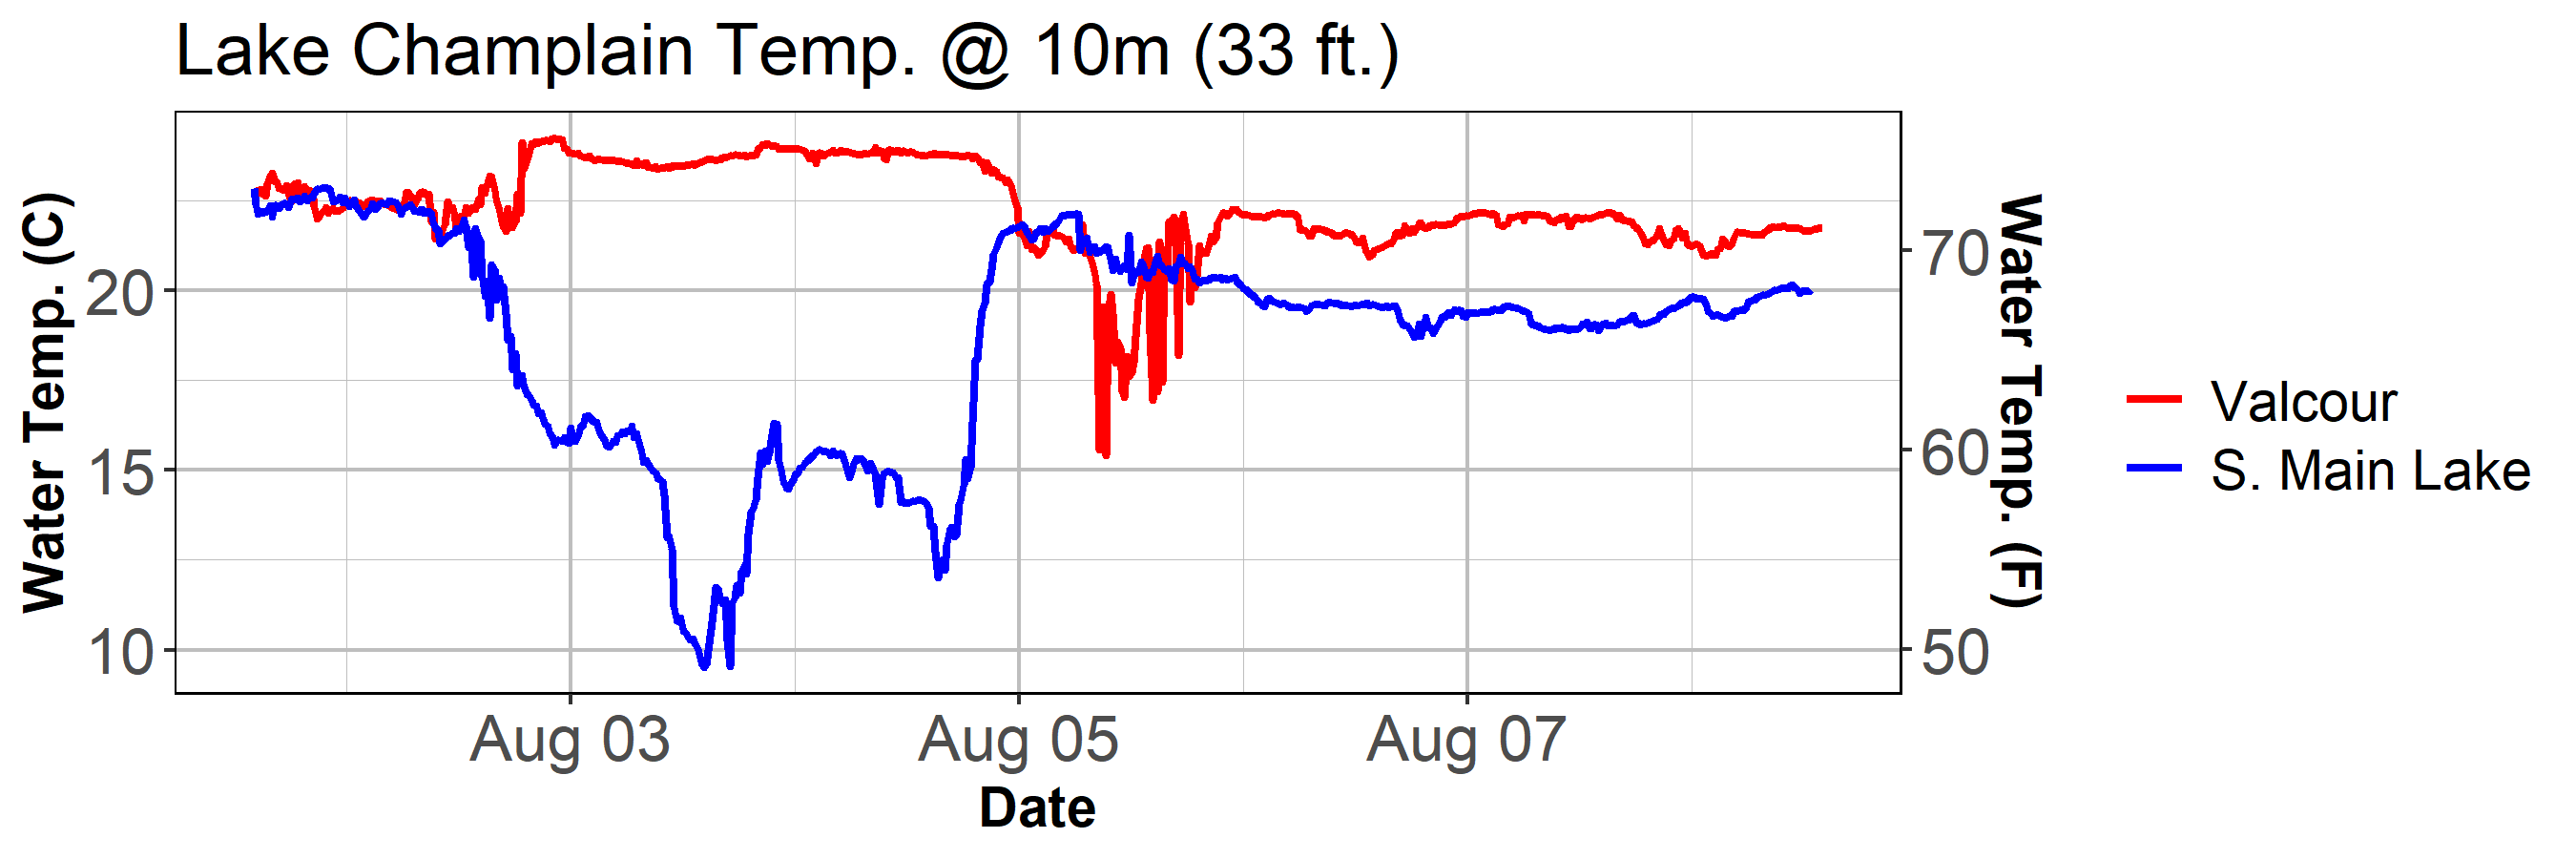 Lake Champlain Temp. @ 10m (33 ft.)
Water Temp. (C)
20
15
10
70
60
50
Water Temp. (F)
Valcour
S. Main Lake
Aug 03
Aug 05
Aug 07
Date